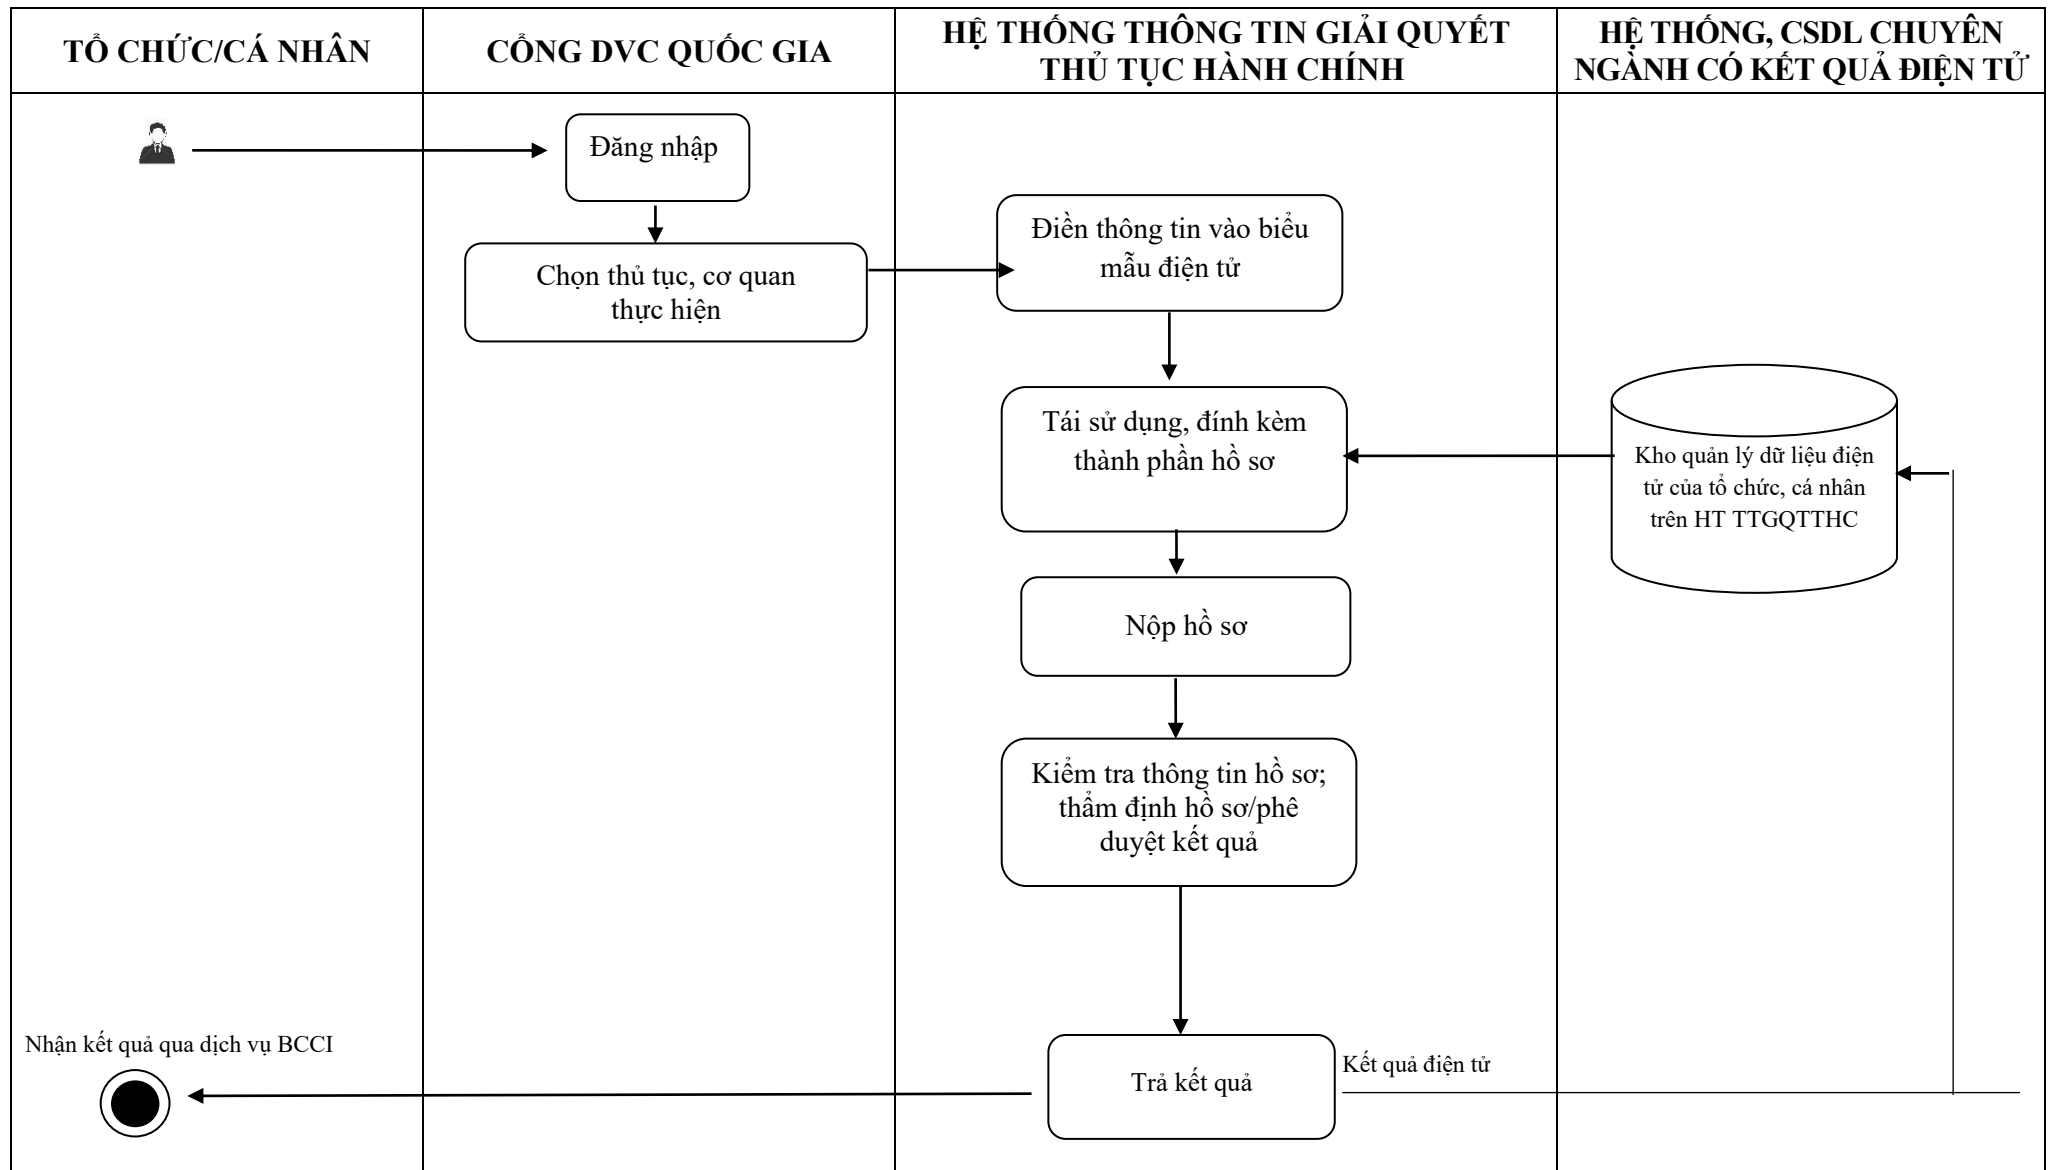 TỔ CHỨC/CÁ NHÂN
CỔNG DVC QUỐC GIA
HỆ THỐNG THÔNG TIN GIẢI QUYẾT
THỦ TỤC HÀNH CHÍNH
HỆ THỐNG, CSDL CHUYÊN
NGÀNH CÓ KẾT QUẢ ĐIỆN TỬ
Đăng nhập
Chọn thủ tục, cơ quan
thực hiện
Điền thông tin vào biểu
mẫu điện tử
Tái sử dụng, đính kèm
thành phần hồ sơ
Kho quản lý dữ liệu điện
tử của tổ chức, cá nhân
trên HT TTGQTTHC
Nộp hồ sơ
Kiểm tra thông tin hồ sơ;
thẩm định hồ sơ/phê
duyệt kết quả
Nhận kết quả qua dịch vụ BCCI
Trả kết quả
Kết quả điện tử